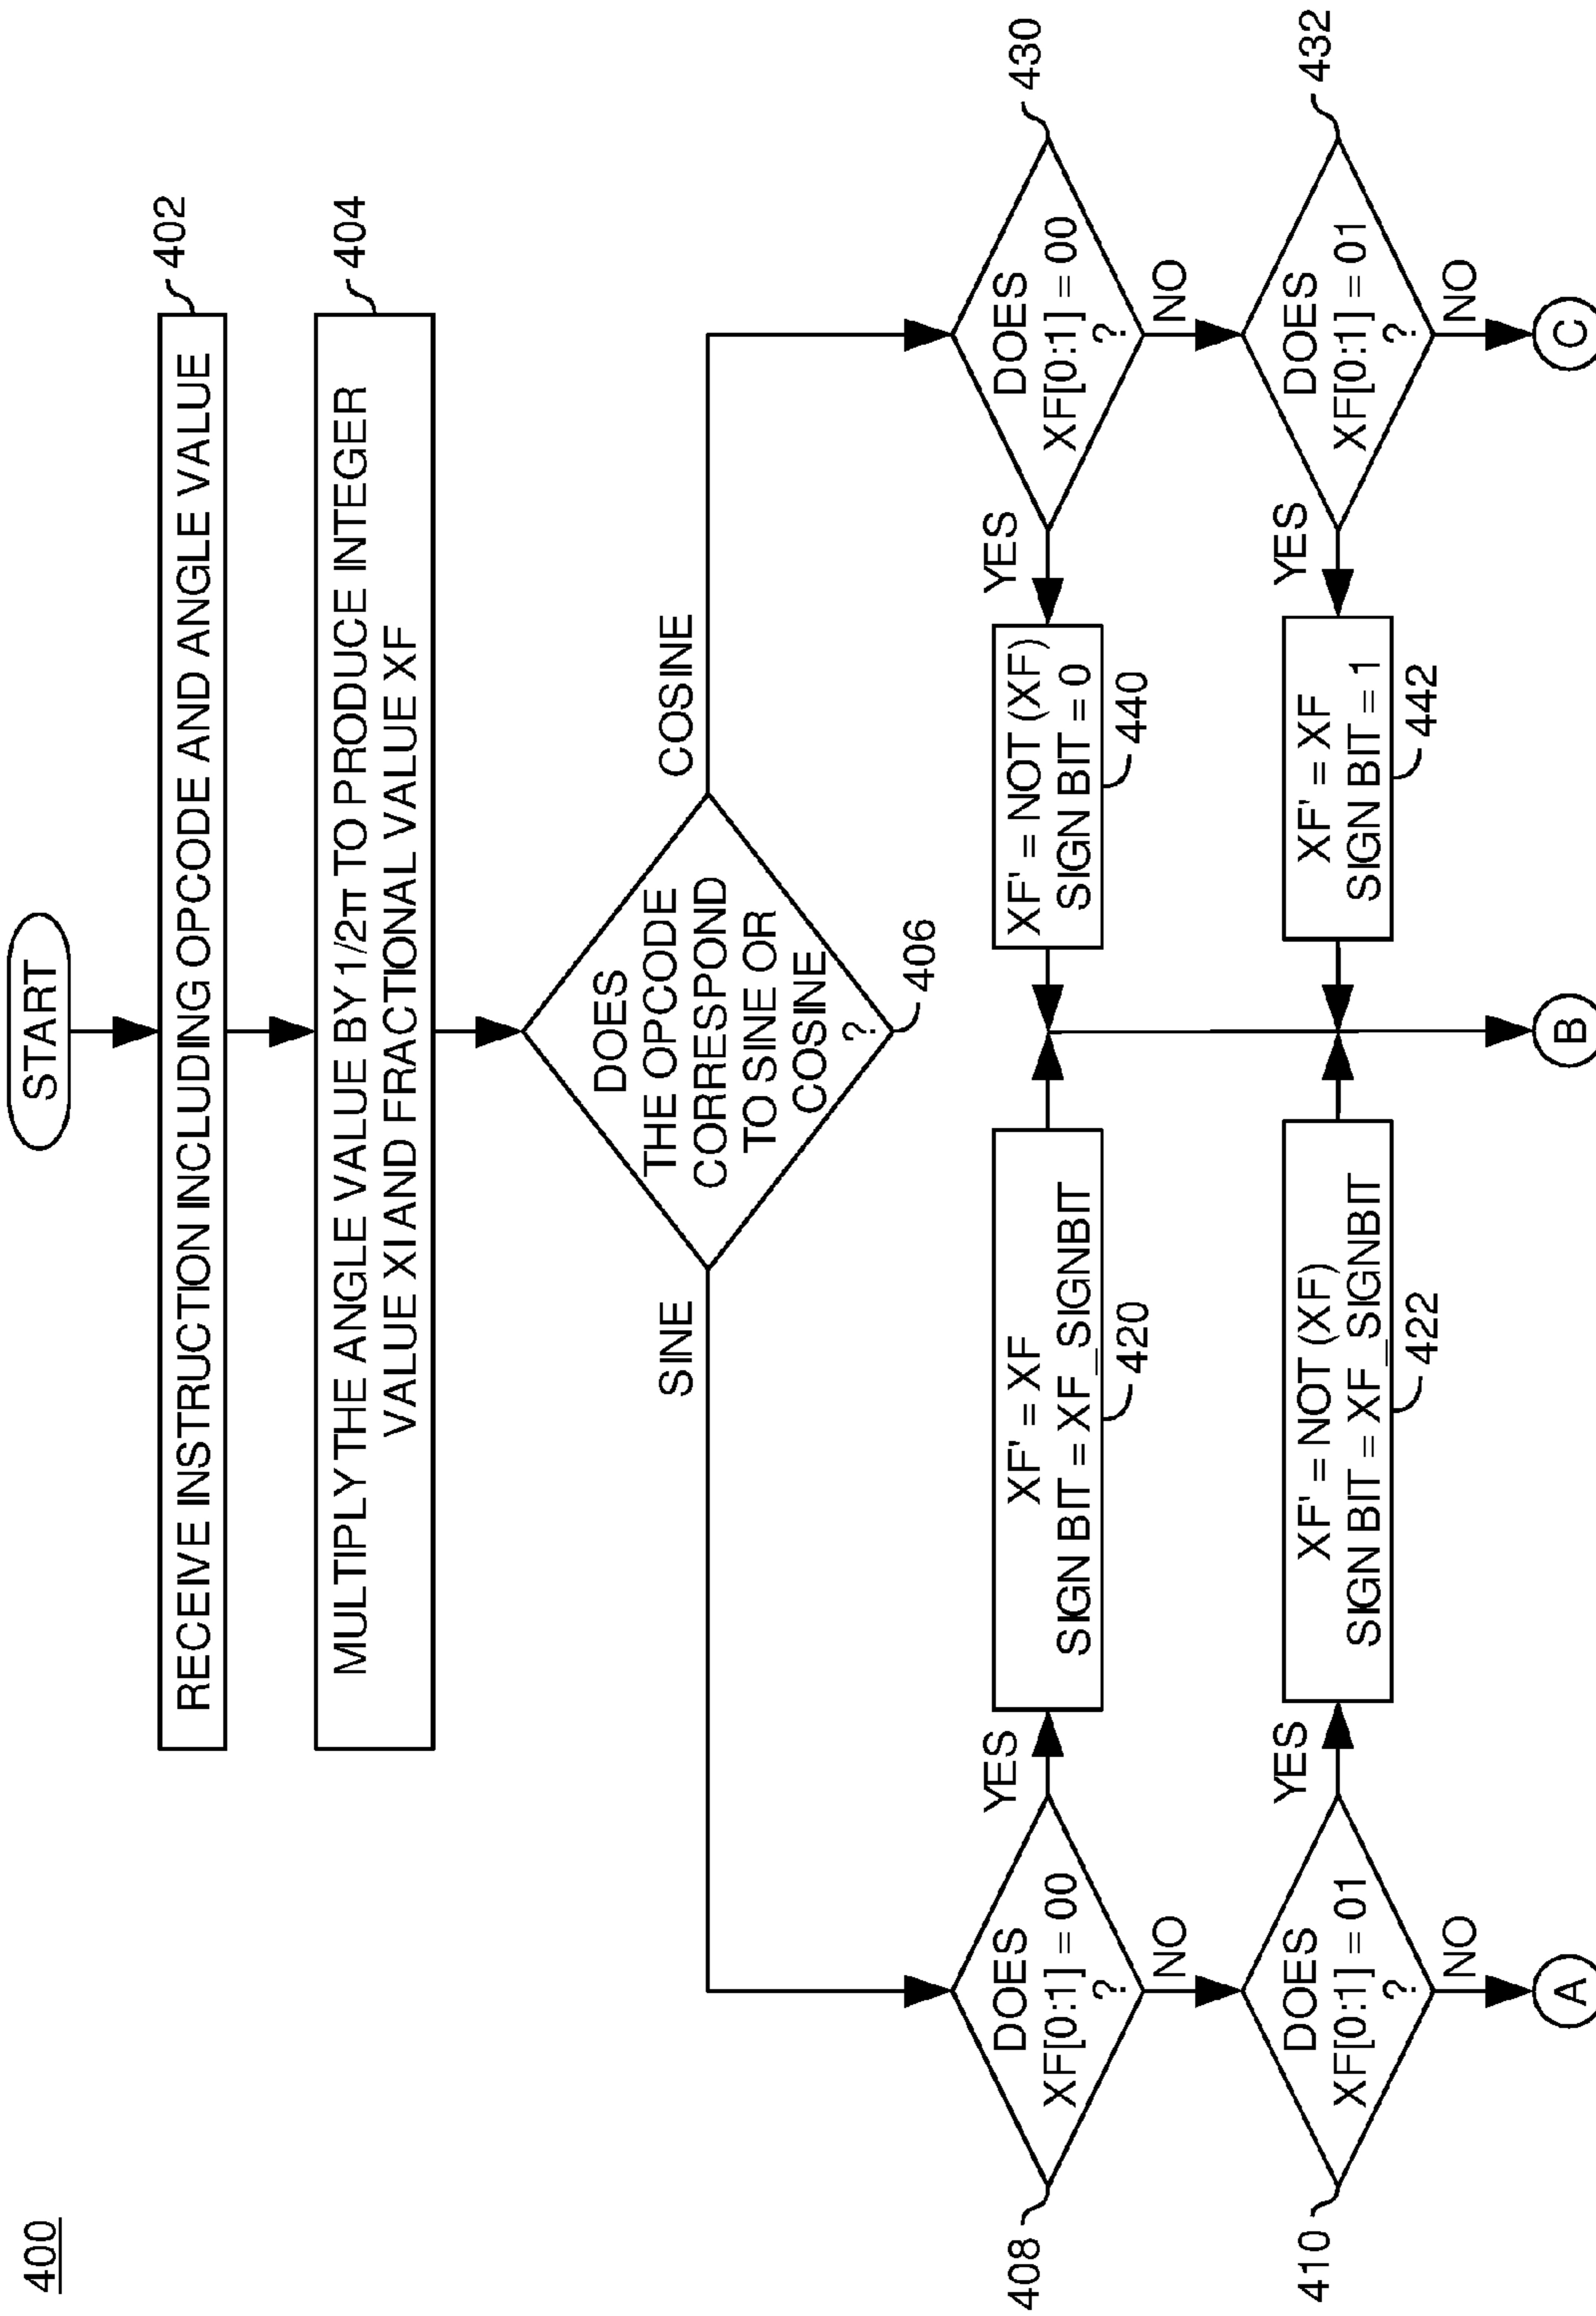 400
START
RECEIVE INSTRUCTION INCLUDING OPCODE AND ANGLE VALUE
402
MULTIPLY THE ANGLE VALUE BY 1/2π TO PRODUCE INTEGER
VALUE XI AND FRACTIONAL VALUE XF
404
DOES
THE OPCODE
CORRESPOND
TO SINE OR
COSINE
?
406
SINE
COSINE
DOES
XF[0:1] = 00
?
408
YES
NO
XF' = XF
SIGN BIT = XF_SIGNBIT
420
XF' = NOT (XF)
SIGN BIT = 0
440
YES
DOES
XF[0:1] = 00
?
430
NO
DOES
XF[0:1] = 01
?
410
YES
NO
XF' = NOT (XF)
SIGN BIT = XF_SIGNBIT
422
XF' = XF
SIGN BIT = 1
442
YES
DOES
XF[0:1] = 01
?
432
NO
A
B
C